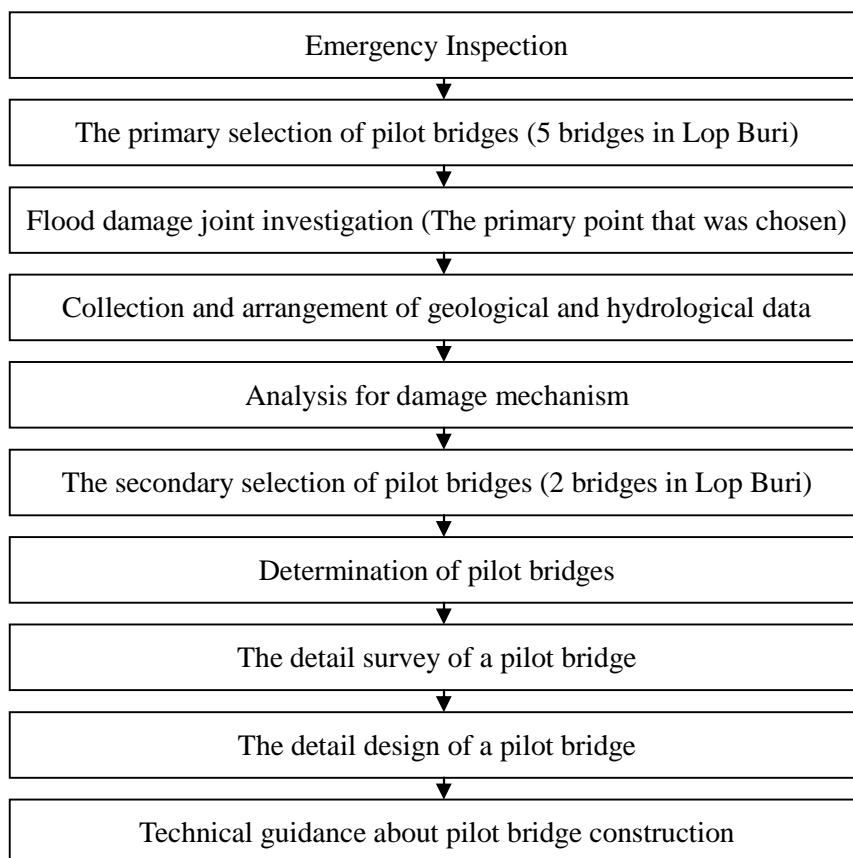 Emergency Inspection
The primary selection of pilot bridges (5 bridges in Lop Buri)
Flood damage joint investigation (The primary point that was chosen)
Collection and arrangement of geological and hydrological data
Analysis for damage mechanism
The secondary selection of pilot bridges (2 bridges in Lop Buri)
Determination of pilot bridges
The detail survey of a pilot bridge
The detail design of a pilot bridge
Technical guidance about pilot bridge construction